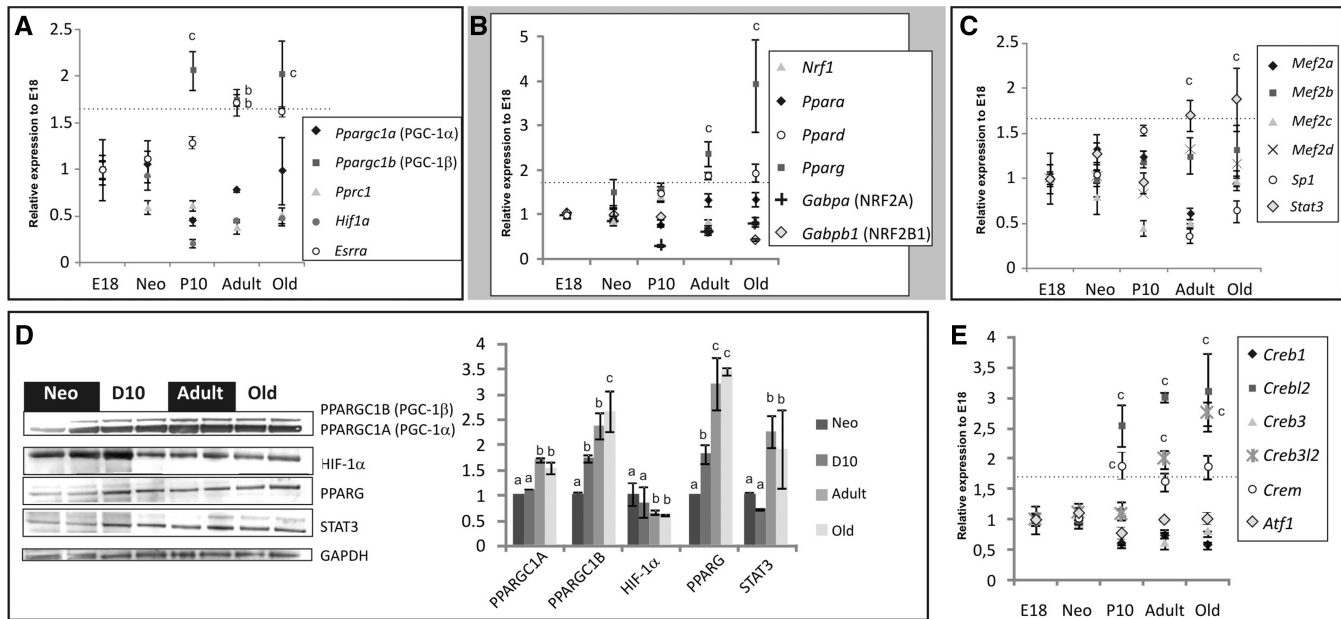 A
Relative expression to E18
2.5
2
1.5
1
0.5
0
c
b
b
c
E18 Neo P10 Adult Old
Ppargc1a (PGC-1α)
Ppargc1b (PGC-1β)
Pprc1
Hif1a
Esrra
B
Relative expression to E18
5
4
3
2
1
0
c
c
E18 Neo P10 Adult Old
Nrf1
Ppara
Ppard
Pparg
Gabpa (NRF2A)
Gabpb1 (NRF2B1)
C
Relative expression to E18
2.5
2
1.5
1
0.5
0
c
c
E18 Neo P10 Adult Old
Mef2a
Mef2b
Mef2c
Mef2d
Sp1
Stat3
D
Neo D10 Adult Old
PPARGC1B (PGC-1β)
PPARGC1A (PGC-1α)
HIF-1α
PPARG
STAT3
GAPDH
4
3.5
3
2.5
2
1.5
1
0.5
0
a a b b
a b b c
a a b b
a b c c
a a b b
PPARGC1A PPARGC1B HIF-1α PPARG STAT3
Neo
D10
Adult
Old
E
Relative expression to E18
4
3,5
3
2,5
2
1,5
1
0,5
0
c
c
c
c
c
c
E18 Neo P10 Adult Old
Creb1
Crebl2
Creb3
Creb3l2
Crem
Atf1